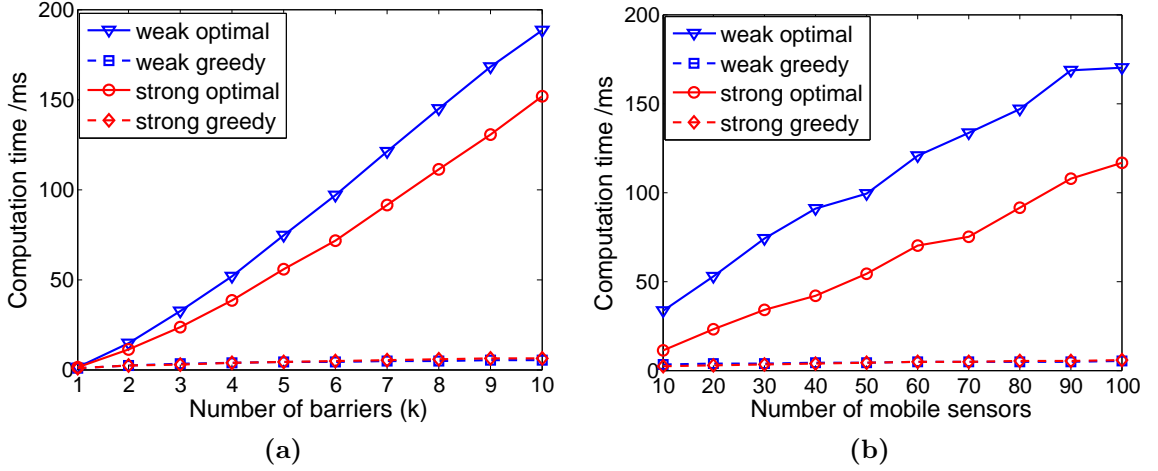 200
150
100
50
0
Computation time /ms
weak optimal
weak greedy
strong optimal
strong greedy
1 2 3 4 5 6 7 8 9 10
Number of barriers (k)
(a)
200
150
100
50
0
Computation time /ms
weak optimal
weak greedy
strong optimal
strong greedy
10 20 30 40 50 60 70 80 90 100
Number of mobile sensors
(b)